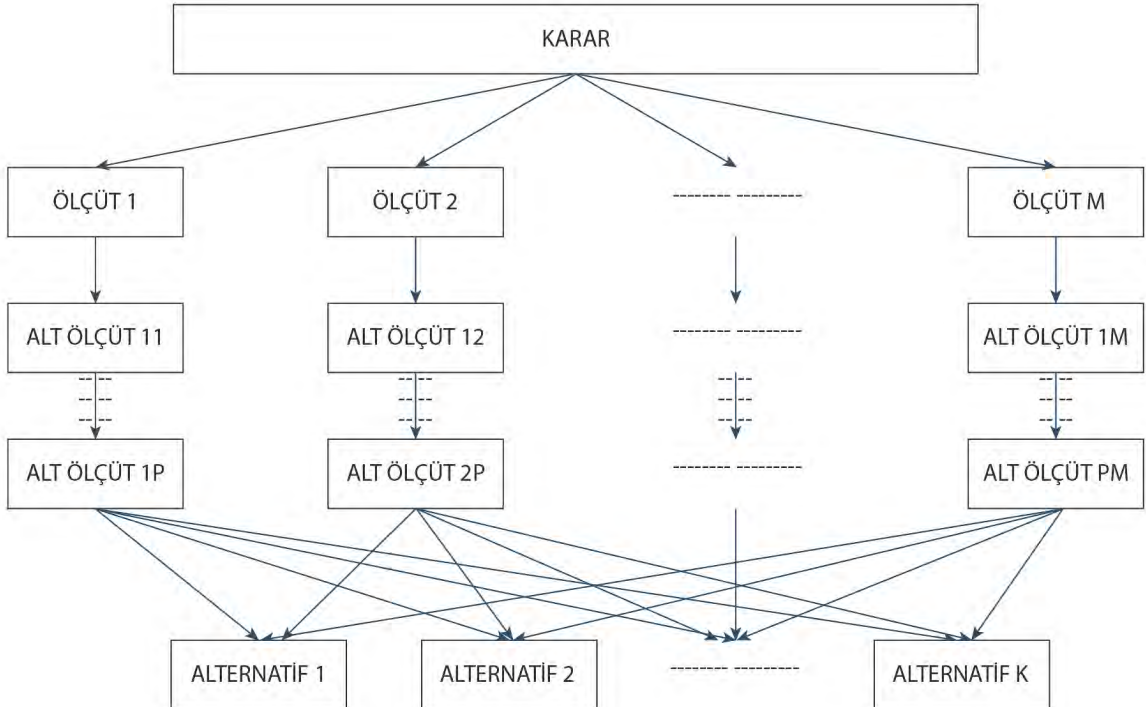 KARAR
ÖLÇÜT 1
ÖLÇÜT 2
-------- ---------
ÖLÇÜT M
ALT ÖLÇÜT 11
ALT ÖLÇÜT 12
-------- ---------
ALT ÖLÇÜT 1M
ALT ÖLÇÜT 1P
ALT ÖLÇÜT 2P
-------- ---------
ALT ÖLÇÜT PM
ALTERNATİF 1
ALTERNATİF 2
-------- ---------
ALTERNATİF K